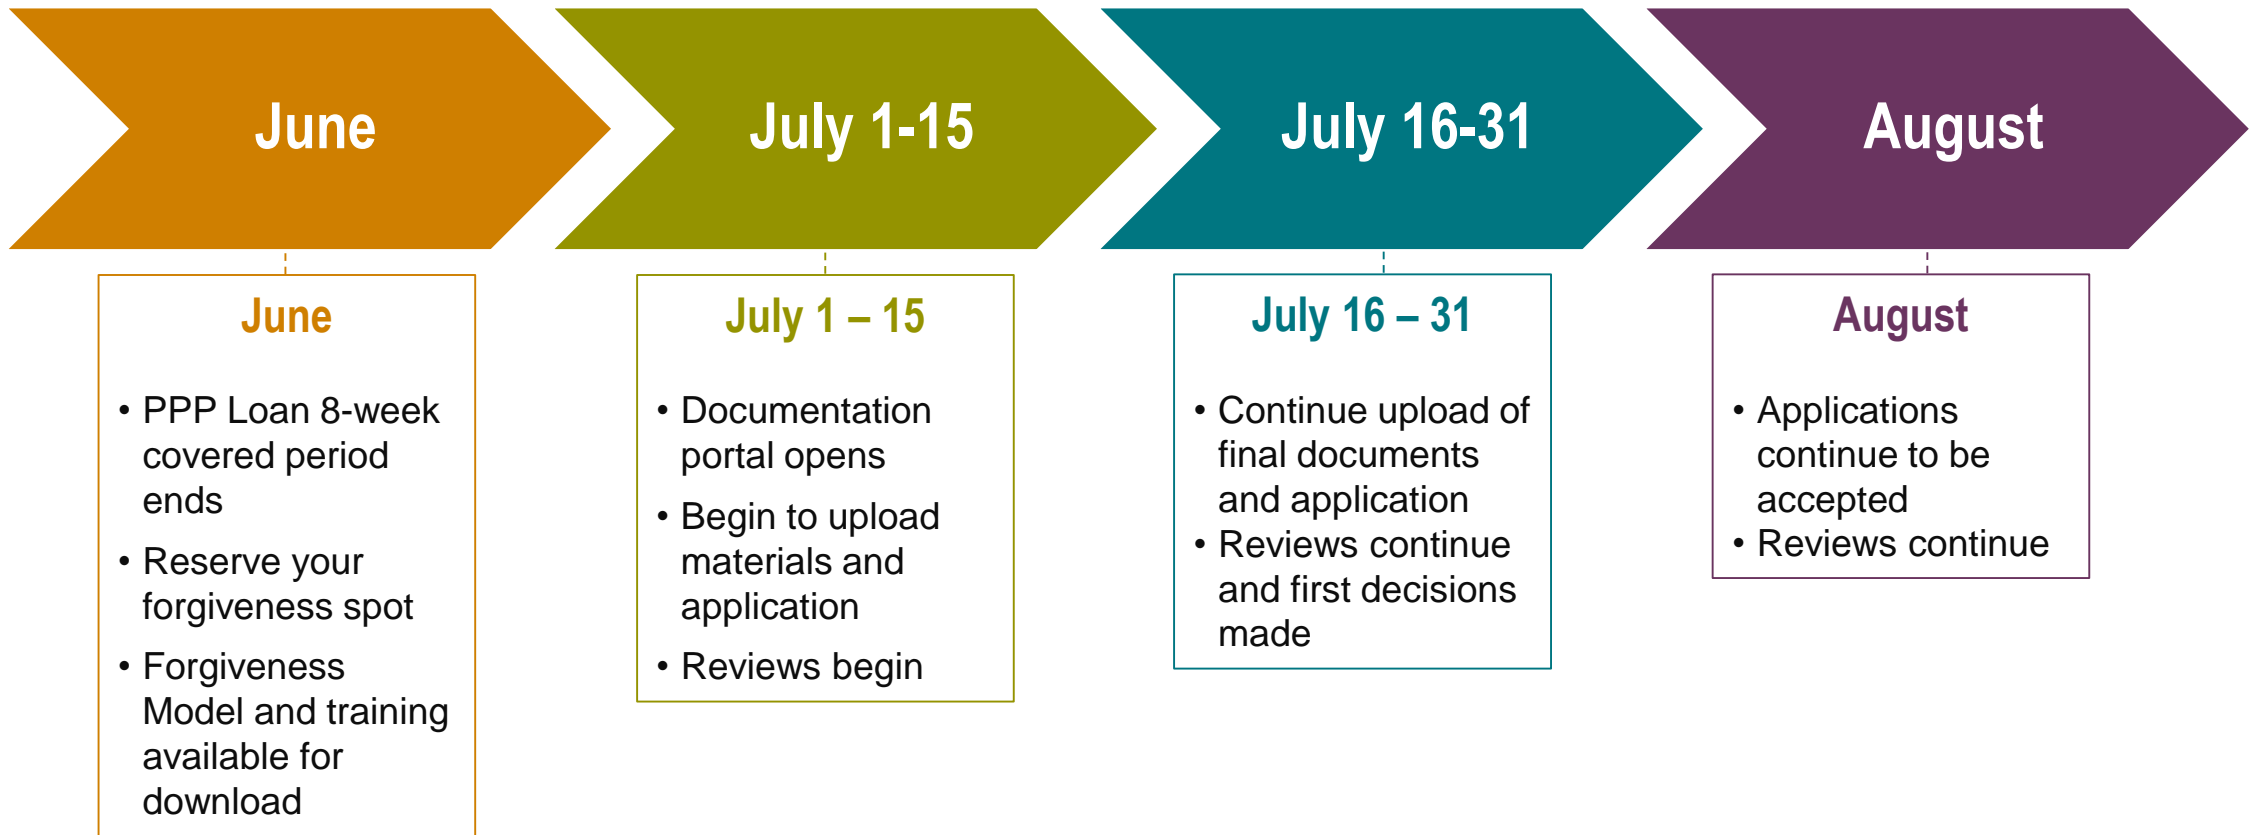 June
July 1-15
July 16-31
August
June
• PPP Loan 8-week
covered period
ends
• Reserve your
forgiveness spot
• Forgiveness
Model and training
available for
download
July 1 – 15
• Documentation
portal opens
• Begin to upload
materials and
application
• Reviews begin
July 16 – 31
• Continue upload of
final documents
and application
• Reviews continue
and first decisions
made
August
• Applications
continue to be
accepted
• Reviews continue